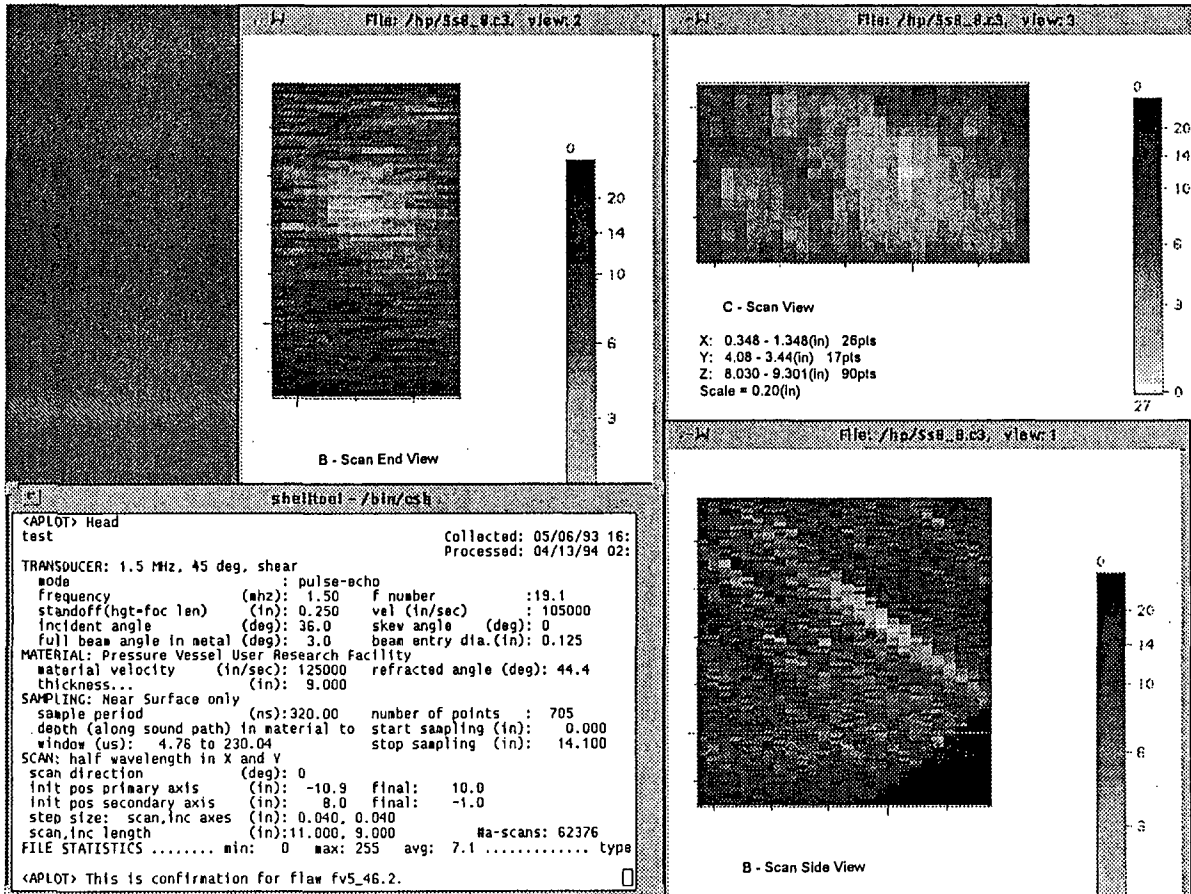 File: /hp/Ss8_8.c3, view: 2
0
20
14
10
6
3
B - Scan End View
File: /hp/Ss8_8.c3, view: 3
0
20
14
10
6
3
0
27
C - Scan View
X: 0.348 - 1.348(in) 26pts
Y: 4.08 - 3.44(in) 17pts
Z: 8.030 - 9.301(in) 90pts
Scale = 0.20(in)
shelltool - /bin/csh
<APLOT> Head
test
Collected: 05/06/93 16:
Processed: 04/13/94 02:
TRANSDUCER: 1.5 MHz, 45 deg, shear
mode : pulse-echo
frequency (mhz): 1.50 f number :19.1
standoff(hgt-foc len) (in): 0.250 vel (in/sec) : 105000
incident angle (deg): 36.0 skew angle (deg): 0
full beam angle in metal (deg): 3.0 beam entry dia.(in): 0.125
MATERIAL: Pressure Vessel User Research Facility
material velocity (in/sec): 125000 refracted angle (deg): 44.4
thickness... (in): 9.000
SAMPLING: Near Surface only
sample period (ns):320.00 number of points : 705
depth (along sound path) in material to start sampling (in): 0.000
window (us): 4.76 to 230.04 stop sampling (in): 14.100
SCAN: half wavelength in X and Y
scan direction (deg): 0
init pos primary axis (in): -10.9 final: 10.0
init pos secondary axis (in): 8.0 final: -1.0
step size: scan,inc axes (in): 0.040, 0.040
scan,inc length (in):11.000, 9.000 #a-scans: 62376
FILE STATISTICS ........ min: 0 max: 255 avg: 7.1 ............. type
<APLOT> This is confirmation for flaw fv5_46.2.
File: /hp/Ss8_8.c3, view: 1
0
20
14
10
6
3
B - Scan Side View